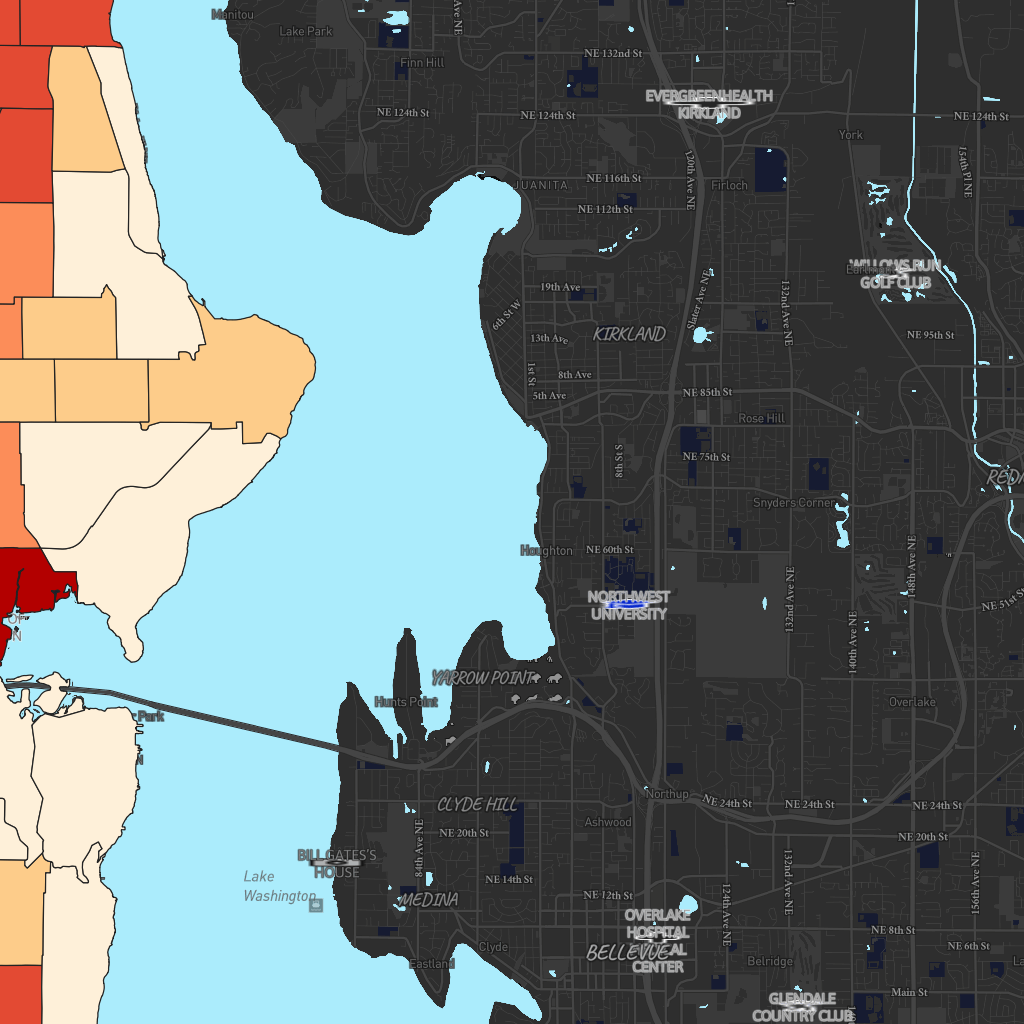 Manitou
Lake Park
Ave NE
NE 132nd St
Finn Hill
EVERGREENHEALTH
KIRKLAND
NE 124th St
NE 124th St
NE 124th St
York
120th Ave NE
154th Pl NE
JUANITA
NE 116th St
Firloch
NE 112th St
WILLOWS RUN
GOLF CLUB
19th Ave
6th St W
Slater Ave NE
132nd Ave NE
13th Ave
KIRKLAND
NE 95th St
1st St
8th Ave
5th Ave
NE 85th St
Rose Hill
8th St S
NE 75th St
Snyders Corner
Houghton
NE 60th St
148th Ave NE
132nd Ave NE
NE 51st St
NORTHWEST
UNIVERSITY
140th Ave NE
YARROW POINT
Hunts Point
Park
Overlake
Northup
NE 24th St
NE 24th St
NE 24th St
CLYDE HILL
Ashwood
84th Ave NE
NE 20th St
NE 20th St
BILL GATES'S
HOUSE
Lake
Washington
NE 14th St
NE 12th St
132nd Ave NE
156th Ave NE
124th Ave NE
MEDINA
OVERLAKE
HOSPITAL
MEDICAL
CENTER
BELLEVUE
NE 8th St
NE 6th St
Clyde
Eastland
Belridge
Main St
GLENDALE
COUNTRY CLUB